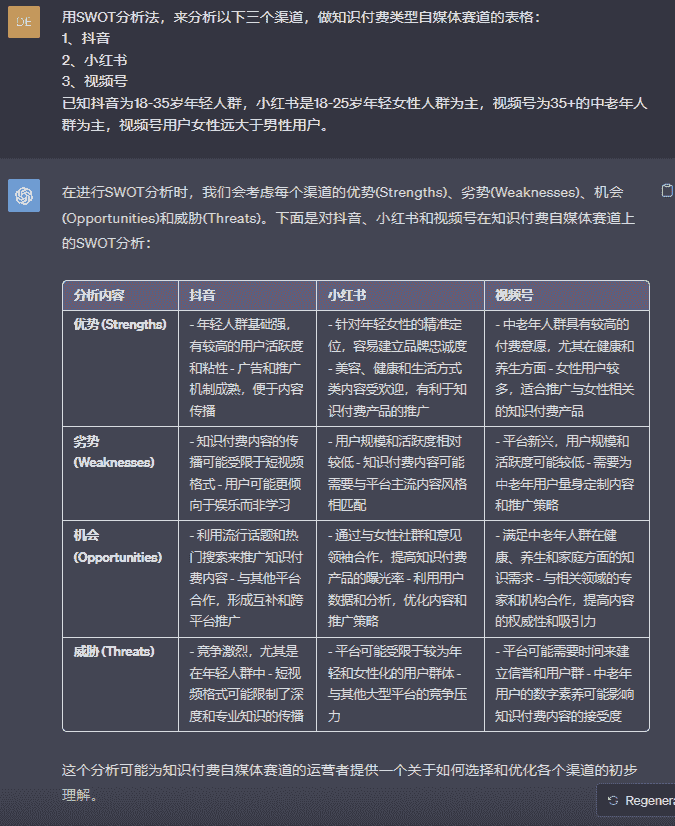 DE
用SWOT分析法，来分析以下三个渠道，做知识付费类型自媒体赛道的表格：
1、抖音
2、小红书
3、视频号
已知抖音为18-35岁年轻人群，小红书是18-25岁年轻女性人群为主，视频号为35+的中老年人
群为主，视频号用户女性远大于男性用户。
在进行SWOT分析时，我们会考虑每个渠道的优势(Strengths)、劣势(Weaknesses)、机会
(Opportunities)和威胁(Threats)。下面是对抖音、小红书和视频号在知识付费自媒体赛道上
的SWOT分析：
分析内容 抖音 小红书 视频号
优势 (Strengths)
- 年轻人群基础强，
有较高的用户活跃度
和粘性 - 广告和推广
机制成熟，便于内容
传播
- 针对年轻女性的精准定
位，容易建立品牌忠诚度
- 美容、健康和生活方式
类内容受欢迎，有利于知
识付费产品的推广
- 中老年人群具有较高的
付费意愿，尤其在健康和
养生方面 - 女性用户较
多，适合推广与女性相关
的知识付费产品
劣势
(Weaknesses)
- 知识付费内容的传
播可能受限于短视频
格式 - 用户可能更倾
向于娱乐而非学习
- 用户规模和活跃度相对
较低 - 知识付费内容可能
需要与平台主流内容风格
相匹配
- 平台新兴，用户规模和
活跃度可能较低 - 需要为
中老年用户量身定制内容
和推广策略
机会
(Opportunities)
- 利用流行话题和热
门搜索来推广知识付
费内容 - 与其他平台
合作，形成互补和跨
平台推广
- 通过与女性社群和意见
领袖合作，提高知识付费
产品的曝光率 - 利用用户
数据和分析，优化内容和
推广策略
- 满足中老年人群在健
康、养生和家庭方面的知
识需求 - 与相关领域的专
家和机构合作，提高内容
的权威性和吸引力
威胁 (Threats)
- 竞争激烈，尤其是
在年轻人群中 - 短视
频格式可能限制了深
度和专业知识的传播
- 平台可能受限于较为年
轻和女性化的用户群体 -
与其他大型平台的竞争压
力
- 平台可能需要时间来建
立信誉和用户群 - 中老年
用户的数字素养可能影响
知识付费内容的接受度
这个分析可能为知识付费自媒体赛道的运营者提供一个关于如何选择和优化各个渠道的初步
理解。
Regenera